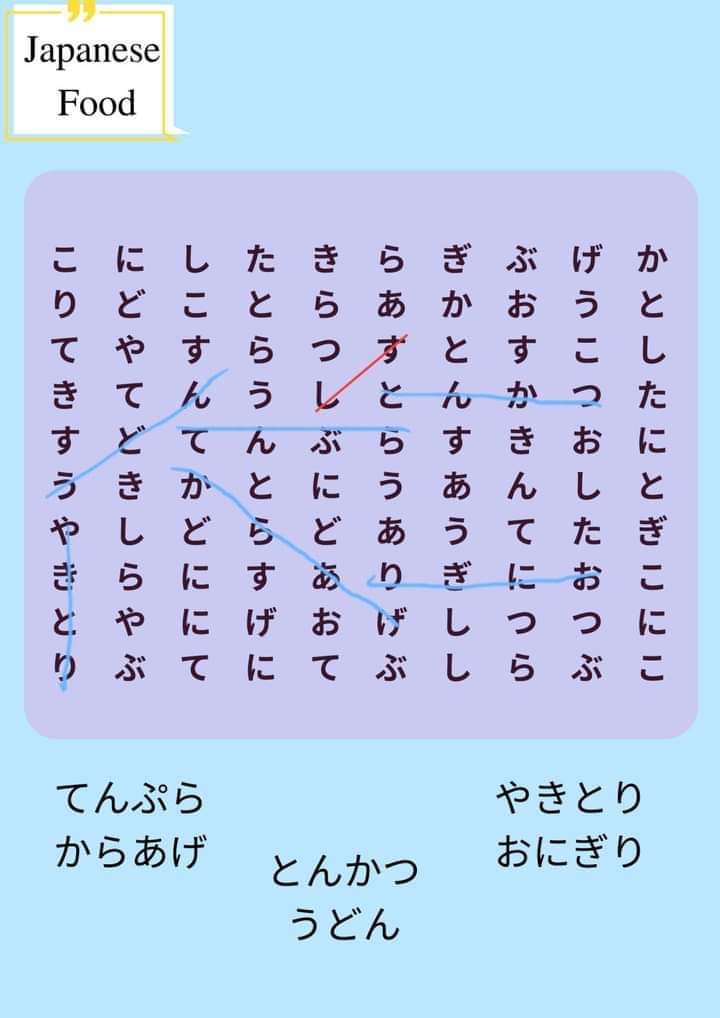 Japanese
Food
こ に し た き ら ぎ ぶ げ か
り ど こ と ら あ か お う と
て や す ら つ す と す こ し
き て ん う し と ん か つ た
す ど て ん ぶ ら す き お に
う き か と に う あ ん し と
や し ど ら ど あ う て た ぎ
き ら に す あ り ぎ に お こ
と や に げ お げ し つ つ に
り ぶ て に て ぶ し ら ぶ こ
てんぷら
からあげ
とんかつ
うどん
やきとり
おにぎり